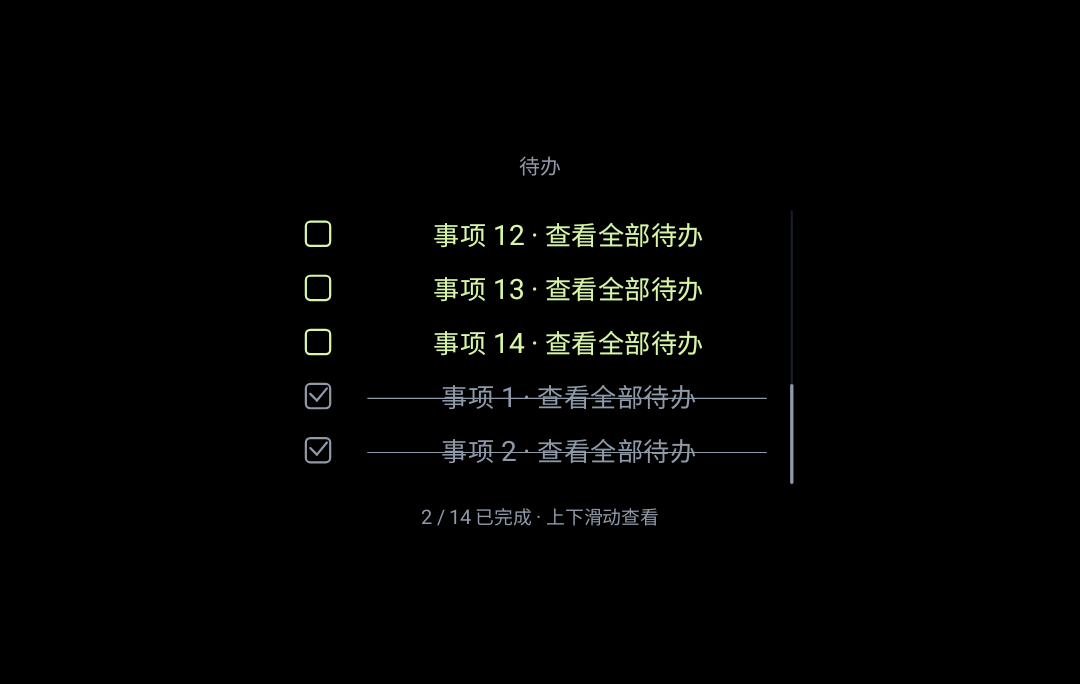 待办
事项 12 · 查看全部待办
事项 13 · 查看全部待办
事项 14 · 查看全部待办
事项 1 · 查看全部待办
事项 2 · 查看全部待办
2 / 14 已完成 · 上下滑动查看